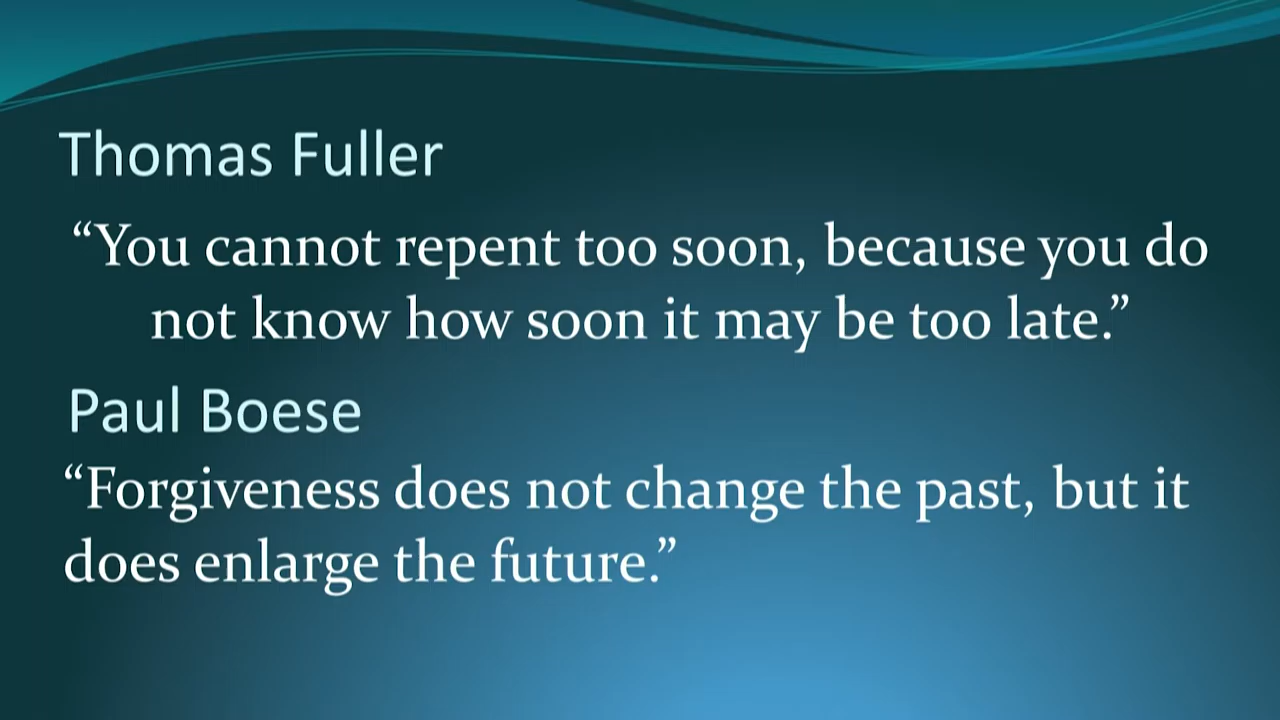 Thomas Fuller
“You cannot repent too soon, because you do
not know how soon it may be too late.”
Paul Boese
“Forgiveness does not change the past, but it
does enlarge the future.”